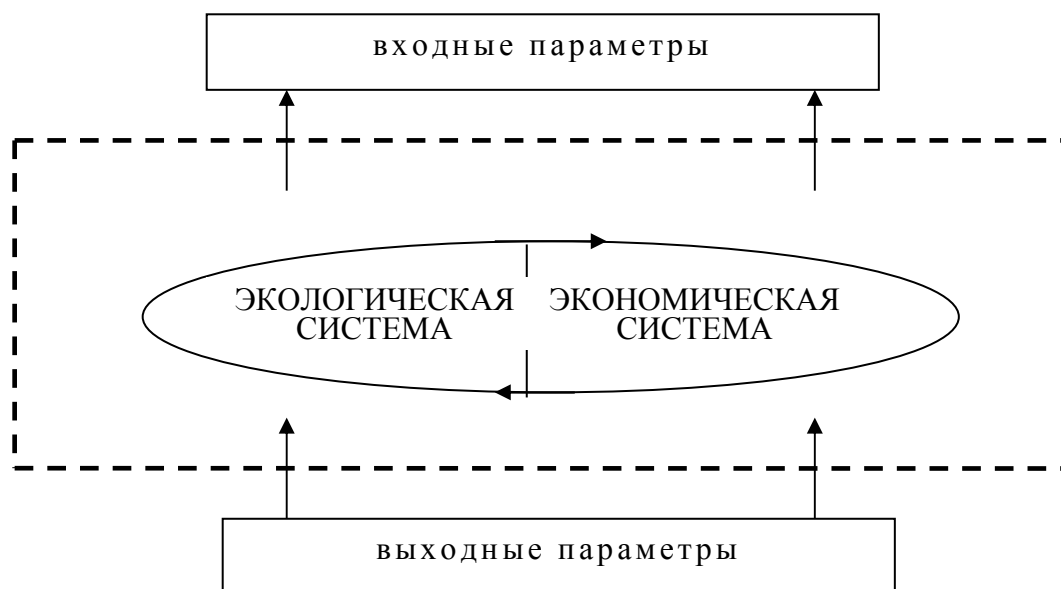 входные параметры
ЭКОЛОГИЧЕСКАЯ ЭКОНОМИЧЕСКАЯ
СИСТЕМА СИСТЕМА
выходные параметры